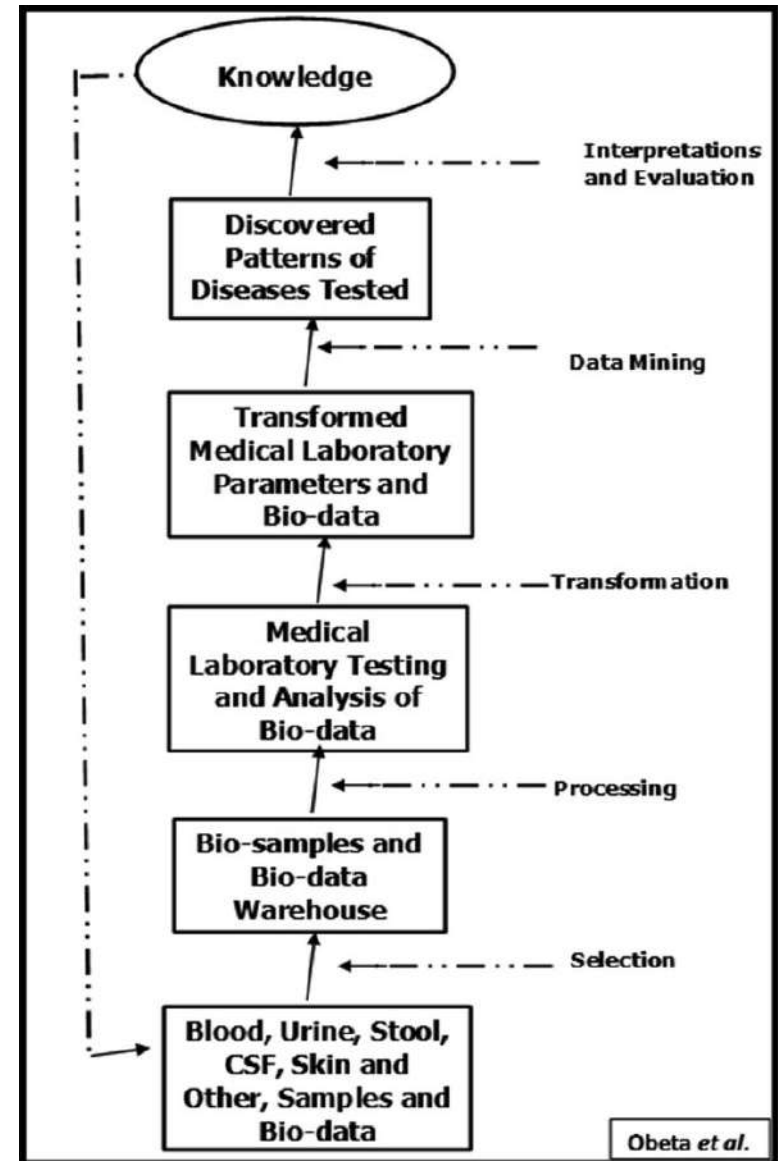 Knowledge
Interpretations
and Evaluation
Discovered
Patterns of
Diseases Tested
Data Mining
Transformed
Medical Laboratory
Parameters and
Bio-data
Transformation
Medical
Laboratory Testing
and Analysis of
Bio-data
Processing
Bio-samples and
Bio-data
Warehouse
Selection
Blood, Urine, Stool,
CSF, Skin and
Other, Samples and
Bio-data
Obeta et al.